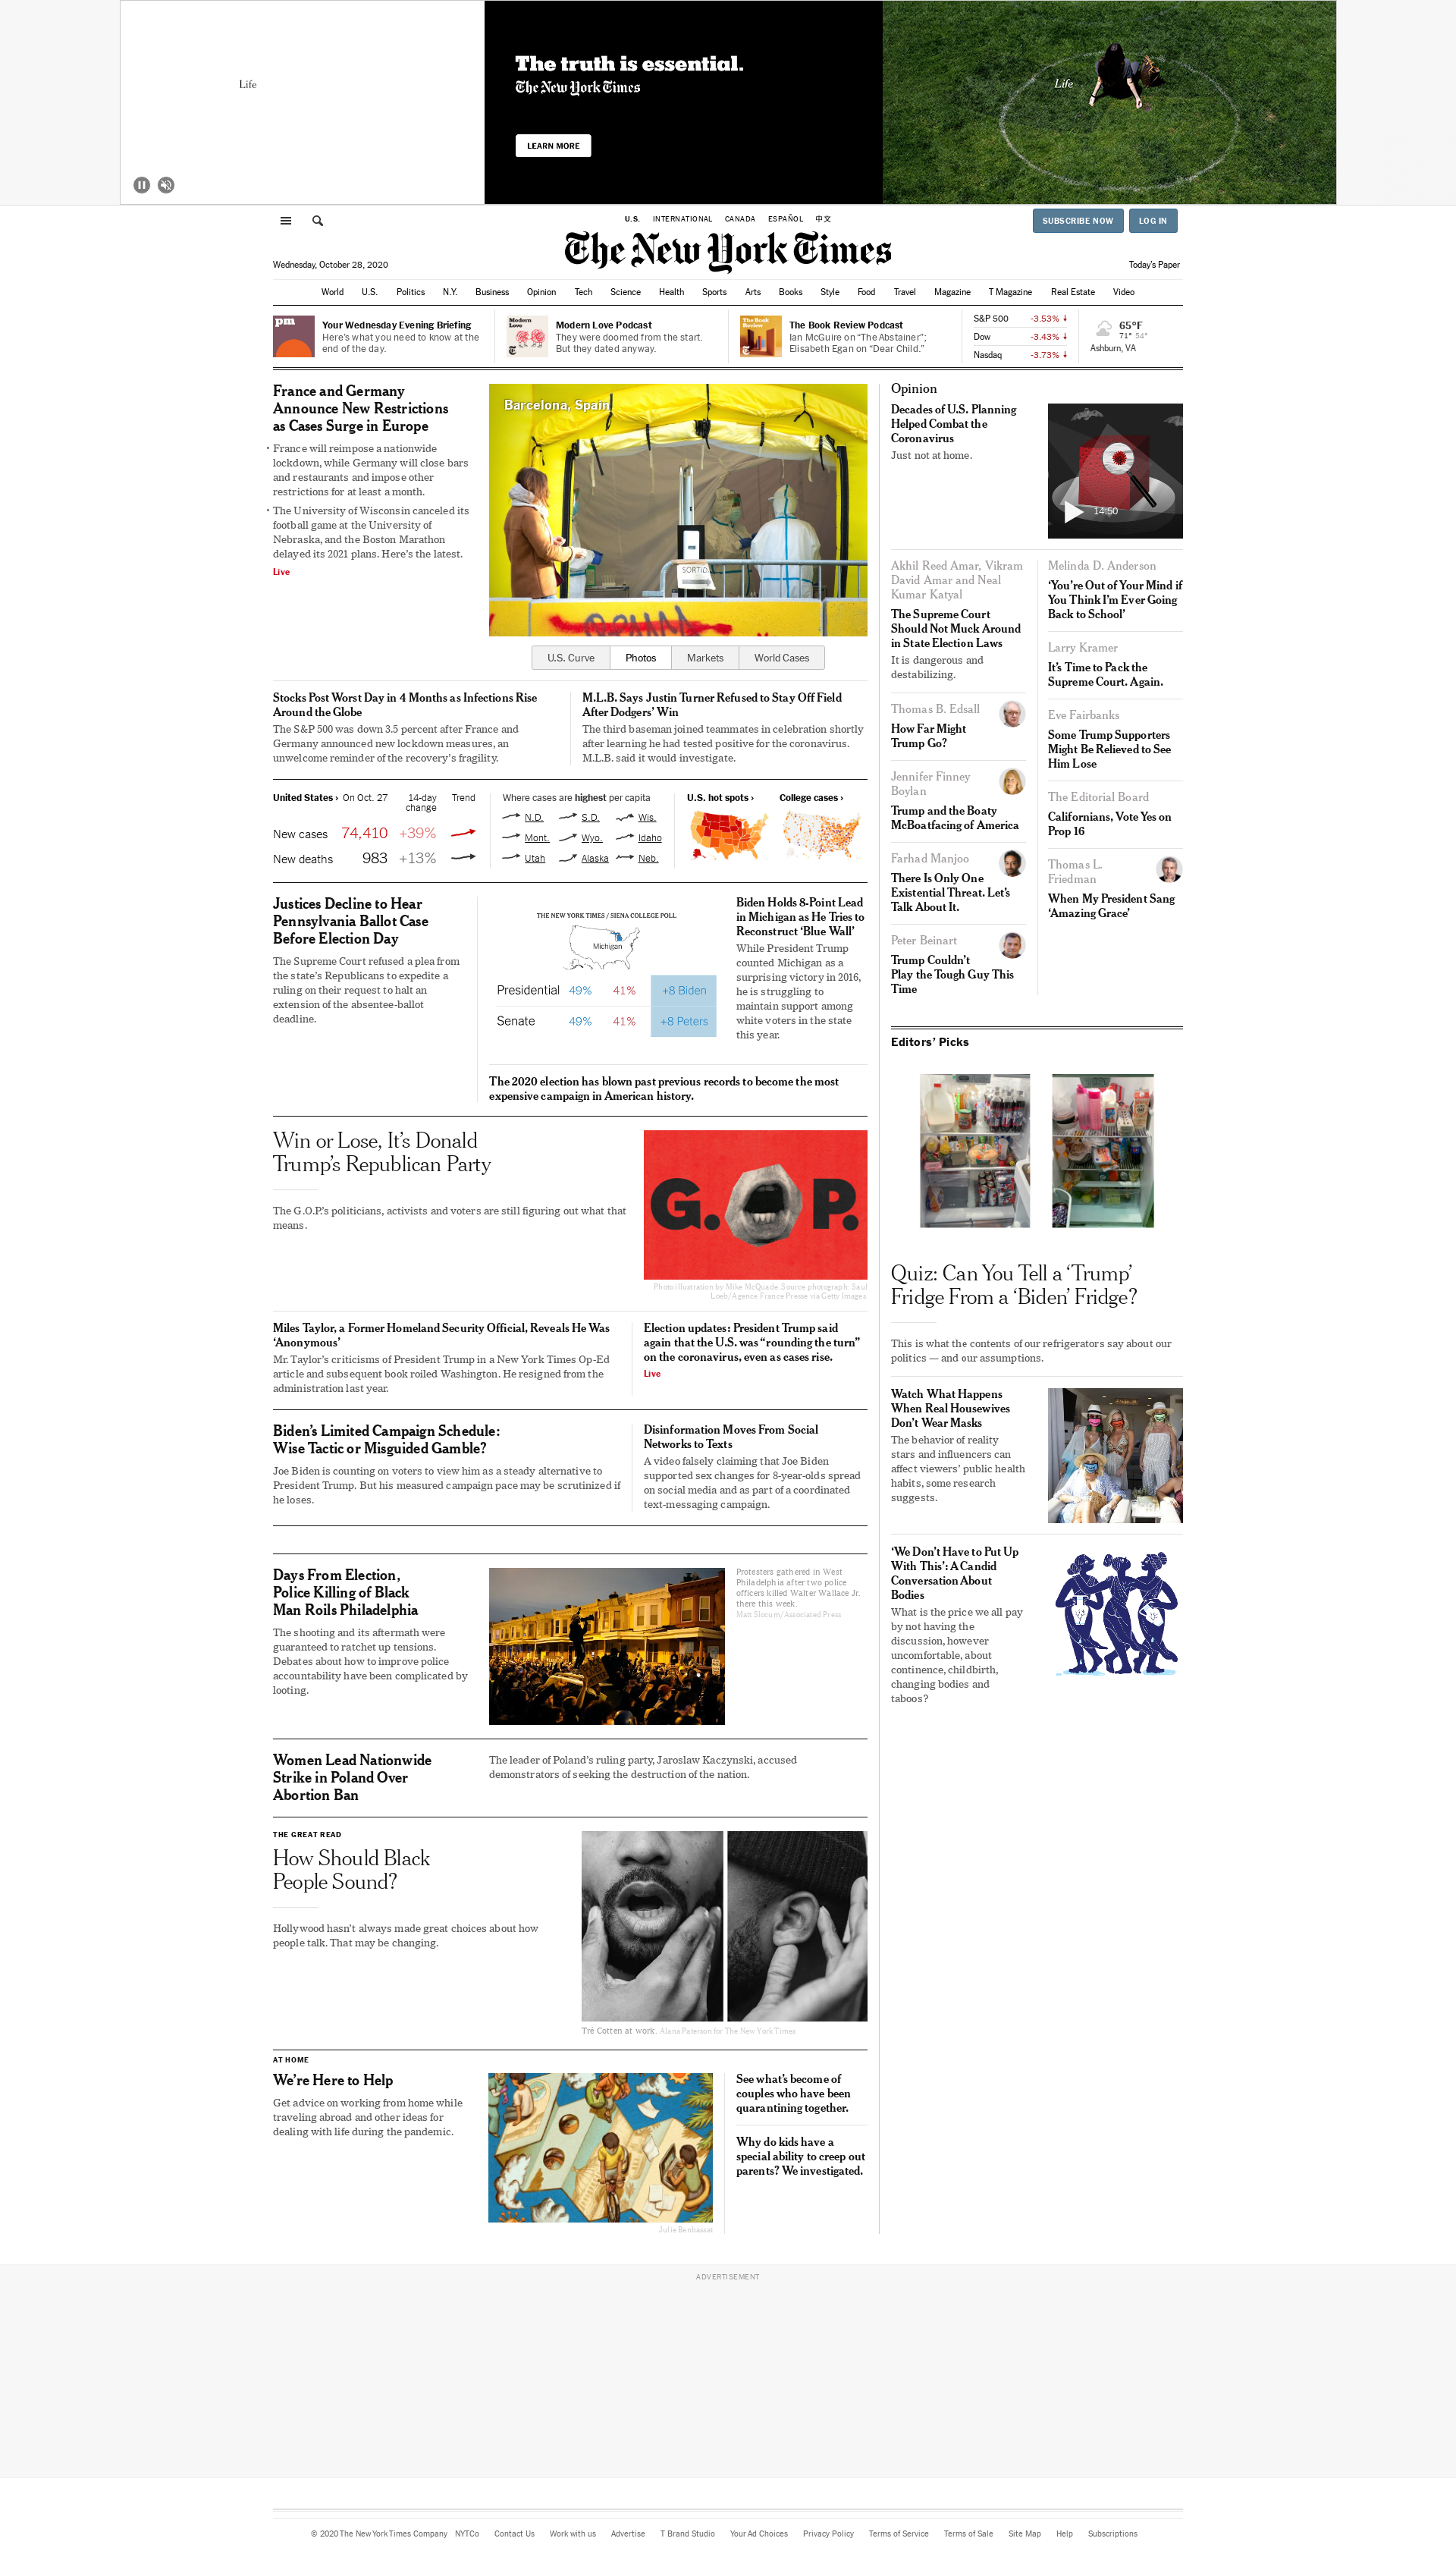 Life
The truth is essential.
The New York Times
LEARN MORE
Life
U.S. INTERNATIONAL CANADA ESPAÑOL 中文
SUBSCRIBE NOW LOG IN
The New York Times
Wednesday, October 28, 2020
Today's Paper
World U.S. Politics N.Y. Business Opinion Tech Science Health Sports Arts Books Style Food Travel Magazine T Magazine Real Estate Video
pm
Your Wednesday Evening Briefing
Here's what you need to know at the
end of the day.
Modern
Love
Modern Love Podcast
They were doomed from the start.
But they dated anyway.
The Book
Review
The Book Review Podcast
Ian McGuire on “The Abstainer”;
Elisabeth Egan on “Dear Child.”
S&P 500 -3.53%
Dow -3.43%
Nasdaq -3.73%
65°F
71° 54°
Ashburn, VA
France and Germany
Announce New Restrictions
as Cases Surge in Europe
• France will reimpose a nationwide
lockdown, while Germany will close bars
and restaurants and impose other
restrictions for at least a month.
• The University of Wisconsin canceled its
football game at the University of
Nebraska, and the Boston Marathon
delayed its 2021 plans. Here's the latest.
Live
Barcelona, Spain
SORTIDA
U.S. Curve Photos Markets World Cases
Stocks Post Worst Day in 4 Months as Infections Rise
Around the Globe
The S&P 500 was down 3.5 percent after France and
Germany announced new lockdown measures, an
unwelcome reminder of the recovery's fragility.
M.L.B. Says Justin Turner Refused to Stay Off Field
After Dodgers' Win
The third baseman joined teammates in celebration shortly
after learning he had tested positive for the coronavirus.
M.L.B. said it would investigate.
United States › On Oct. 27 14-day
change Trend
New cases 74,410 +39%
New deaths 983 +13%
Where cases are highest per capita
N.D. S.D. Wis.
Mont. Wyo. Idaho
Utah Alaska Neb.
U.S. hot spots › College cases ›
Justices Decline to Hear
Pennsylvania Ballot Case
Before Election Day
The Supreme Court refused a plea from
the state's Republicans to expedite a
ruling on their request to halt an
extension of the absentee-ballot
deadline.
THE NEW YORK TIMES / SIENA COLLEGE POLL
Michigan
Presidential 49% 41% +8 Biden
Senate 49% 41% +8 Peters
Biden Holds 8-Point Lead
in Michigan as He Tries to
Reconstruct ‘Blue Wall’
While President Trump
counted Michigan as a
surprising victory in 2016,
he is struggling to
maintain support among
white voters in the state
this year.
The 2020 election has blown past previous records to become the most
expensive campaign in American history.
Win or Lose, It's Donald
Trump's Republican Party
The G.O.P.'s politicians, activists and voters are still figuring out what that
means.
G. P.
Photo illustration by Mike McQuade. Source photograph: Saul
Loeb/Agence France Presse via Getty Images.
Miles Taylor, a Former Homeland Security Official, Reveals He Was
‘Anonymous’
Mr. Taylor's criticisms of President Trump in a New York Times Op-Ed
article and subsequent book roiled Washington. He resigned from the
administration last year.
Election updates: President Trump said
again that the U.S. was “rounding the turn”
on the coronavirus, even as cases rise.
Live
Biden's Limited Campaign Schedule:
Wise Tactic or Misguided Gamble?
Joe Biden is counting on voters to view him as a steady alternative to
President Trump. But his measured campaign pace may be scrutinized if
he loses.
Disinformation Moves From Social
Networks to Texts
A video falsely claiming that Joe Biden
supported sex changes for 8-year-olds spread
on social media and as part of a coordinated
text-messaging campaign.
Days From Election,
Police Killing of Black
Man Roils Philadelphia
The shooting and its aftermath were
guaranteed to ratchet up tensions.
Debates about how to improve police
accountability have been complicated by
looting.
Protesters gathered in West
Philadelphia after two police
officers killed Walter Wallace Jr.
there this week.
Matt Slocum/Associated Press
Women Lead Nationwide
Strike in Poland Over
Abortion Ban
The leader of Poland's ruling party, Jaroslaw Kaczynski, accused
demonstrators of seeking the destruction of the nation.
THE GREAT READ
How Should Black
People Sound?
Hollywood hasn't always made great choices about how
people talk. That may be changing.
Tré Cotten at work. Alana Paterson for The New York Times
AT HOME
We're Here to Help
Get advice on working from home while
traveling abroad and other ideas for
dealing with life during the pandemic.
Julie Benbassat
See what's become of
couples who have been
quarantining together.
Why do kids have a
special ability to creep out
parents? We investigated.
Opinion
Decades of U.S. Planning
Helped Combat the
Coronavirus
Just not at home.
14:50
Akhil Reed Amar, Vikram
David Amar and Neal
Kumar Katyal
The Supreme Court
Should Not Muck Around
in State Election Laws
It is dangerous and
destabilizing.
Thomas B. Edsall
How Far Might
Trump Go?
Jennifer Finney
Boylan
Trump and the Boaty
McBoatfacing of America
Farhad Manjoo
There Is Only One
Existential Threat. Let's
Talk About It.
Peter Beinart
Trump Couldn't
Play the Tough Guy This
Time
Melinda D. Anderson
‘You're Out of Your Mind if
You Think I'm Ever Going
Back to School’
Larry Kramer
It's Time to Pack the
Supreme Court. Again.
Eve Fairbanks
Some Trump Supporters
Might Be Relieved to See
Him Lose
The Editorial Board
Californians, Vote Yes on
Prop 16
Thomas L.
Friedman
When My President Sang
‘Amazing Grace’
Editors' Picks
Quiz: Can You Tell a ‘Trump’
Fridge From a ‘Biden’ Fridge?
This is what the contents of our refrigerators say about our
politics — and our assumptions.
Watch What Happens
When Real Housewives
Don't Wear Masks
The behavior of reality
stars and influencers can
affect viewers' public health
habits, some research
suggests.
‘We Don't Have to Put Up
With This’: A Candid
Conversation About
Bodies
What is the price we all pay
by not having the
discussion, however
uncomfortable, about
continence, childbirth,
changing bodies and
taboos?
ADVERTISEMENT
© 2020 The New York Times Company NYTCo Contact Us Work with us Advertise T Brand Studio Your Ad Choices Privacy Policy Terms of Service Terms of Sale Site Map Help Subscriptions